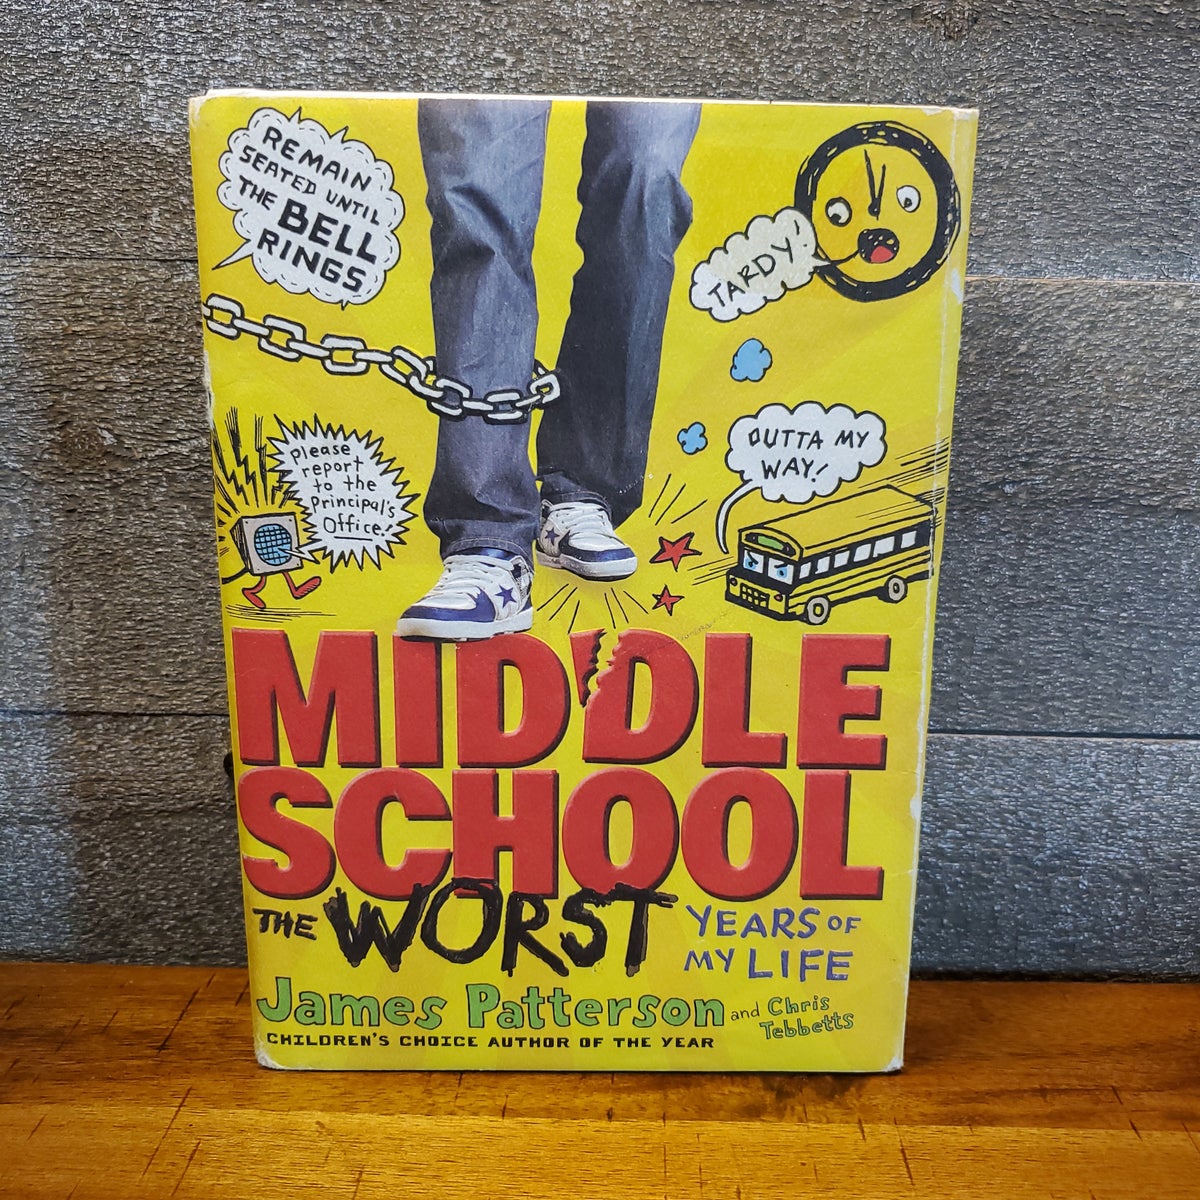 REMAIN
SEATED UNTIL
THE BELL
RINGS
TARDY!
Please
report
to the
Principal's
Office!
OUTTA MY
WAY!
MIDDLE
SCHOOL
THE WORST YEARS OF
MY LIFE
James Patterson and Chris
Tebbetts
CHILDREN'S CHOICE AUTHOR OF THE YEAR